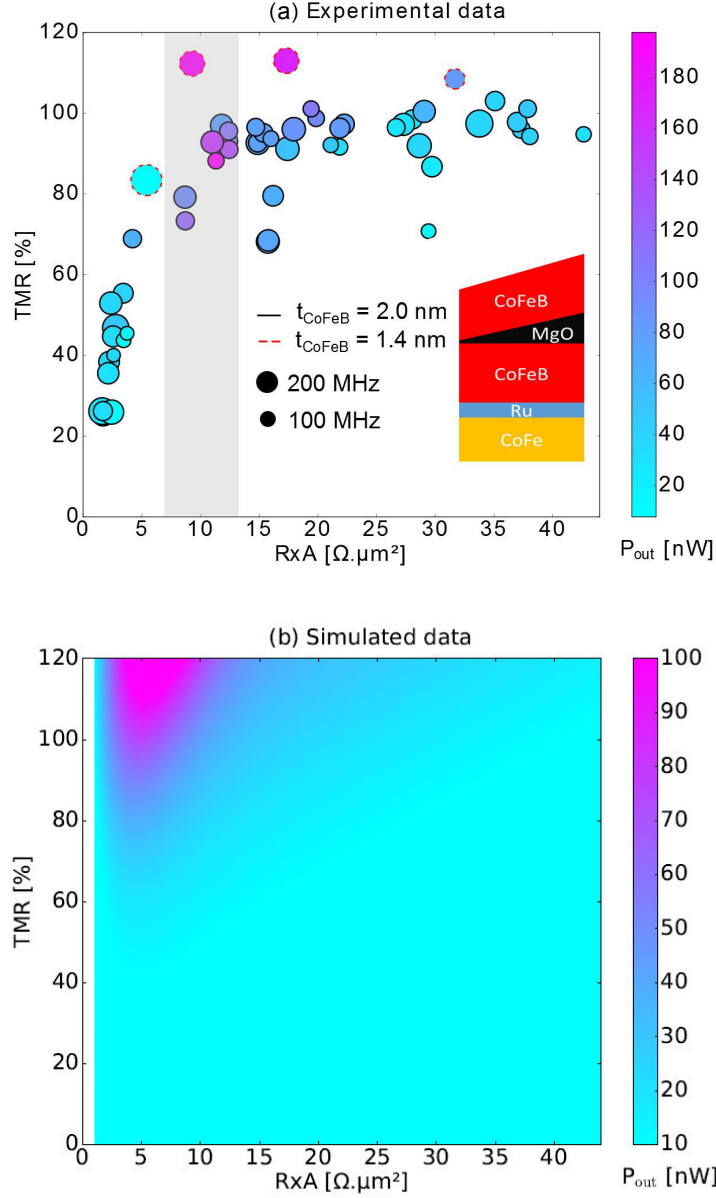 (a) Experimental data
120
100
80
60
40
20
0
TMR [%]
0 5 10 15 20 25 30 35 40
RxA [Ω.μm²]
t_CoFeB = 2.0 nm
t_CoFeB = 1.4 nm
200 MHz
100 MHz
CoFeB
MgO
CoFeB
Ru
CoFe
180
160
140
120
100
80
60
40
20
P_out [nW]
(b) Simulated data
120
100
80
60
40
20
0
TMR [%]
0 5 10 15 20 25 30 35 40
RxA [Ω.μm²]
100
90
80
70
60
50
40
30
20
10
P_out [nW]